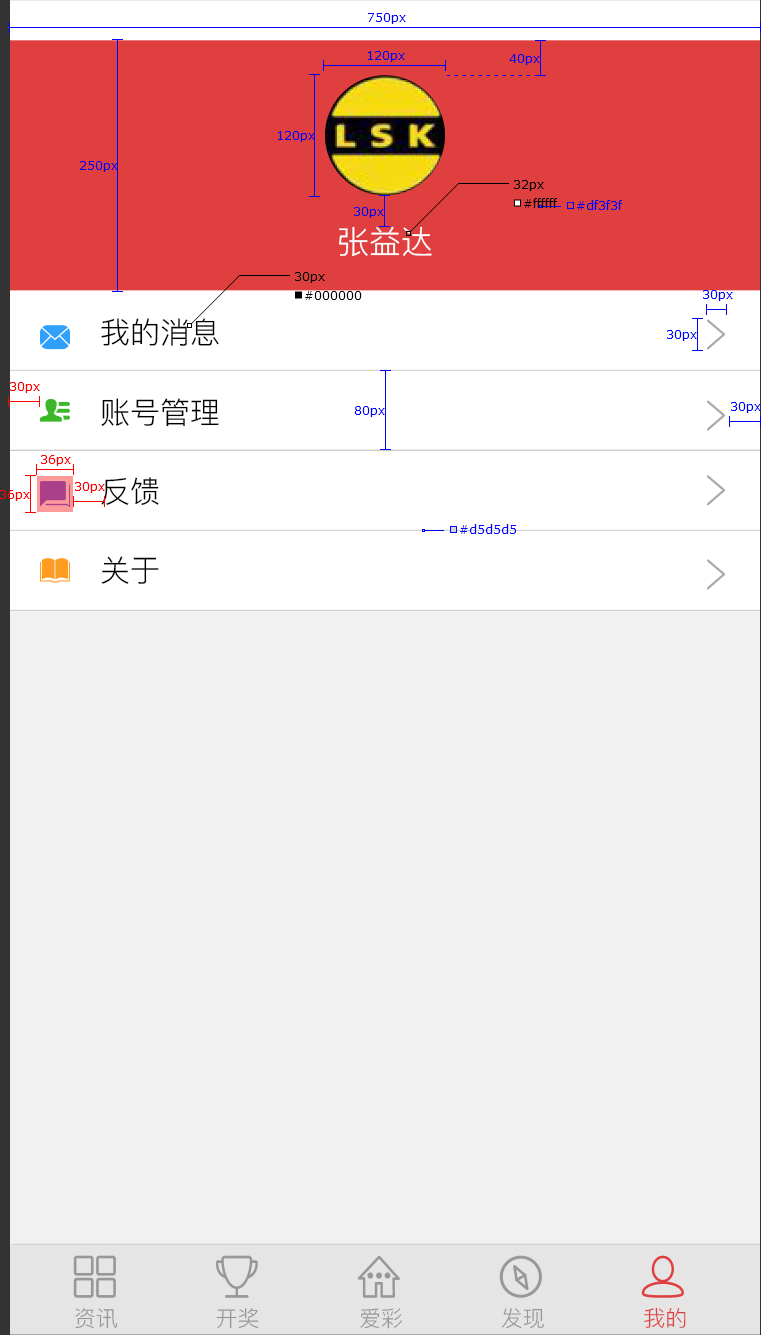 750px
120px
40px
120px
LSK
250px
32px
#ffffff
#df3f3f
30px
张益达
30px
#000000
30px
我的消息
30px
30px
账号管理
80px
30px
36px
36px
30px
反馈
#d5d5d5
关于
资讯
开奖
爱彩
发现
我的